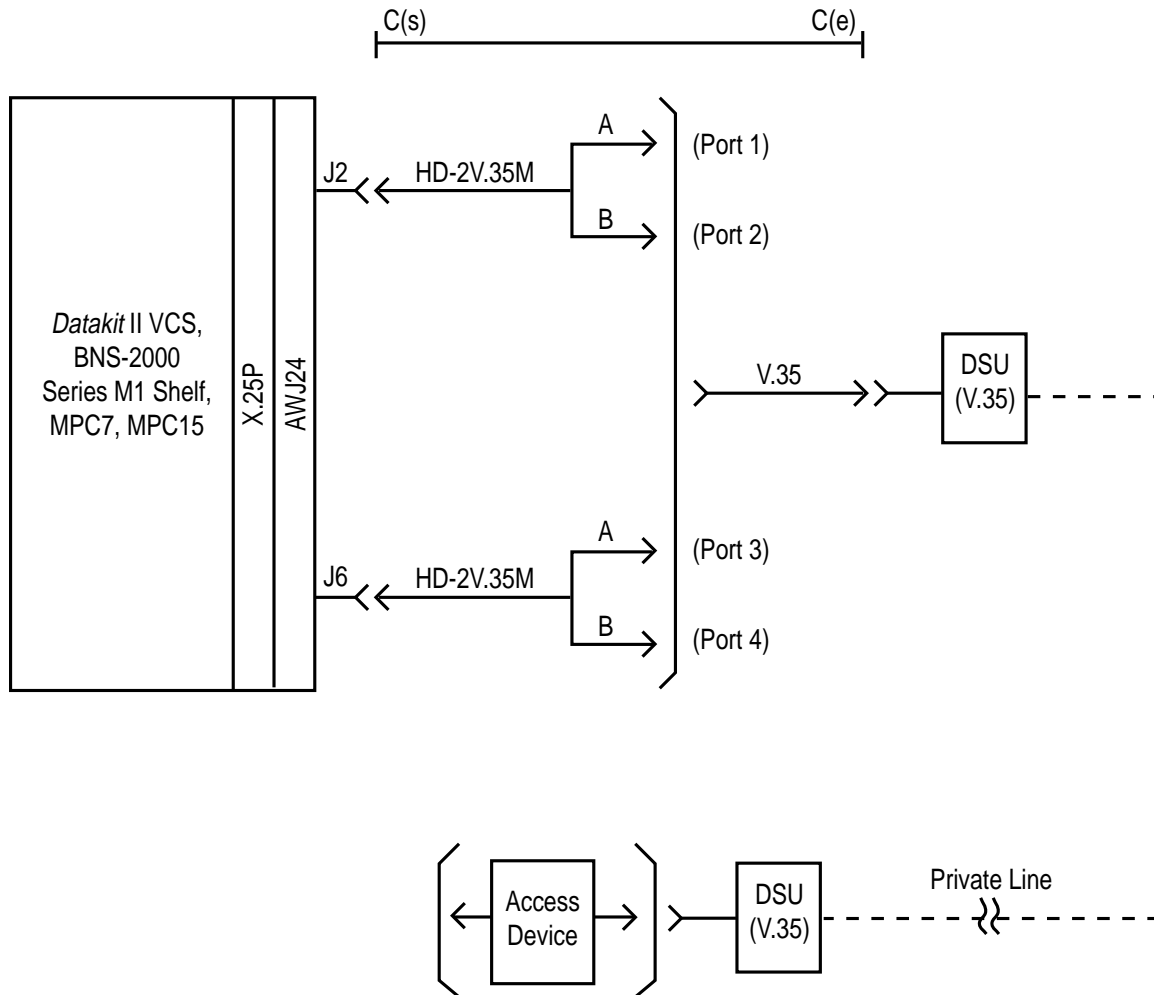 C(s)
C(e)
A
(Port 1)
J2
HD-2V.35M
B
(Port 2)
Datakit II VCS,
BNS-2000
Series M1 Shelf,
MPC7, MPC15
X.25P
AWJ24
V.35
DSU
(V.35)
A
(Port 3)
J6
HD-2V.35M
B
(Port 4)
Access
Device
DSU
(V.35)
Private Line